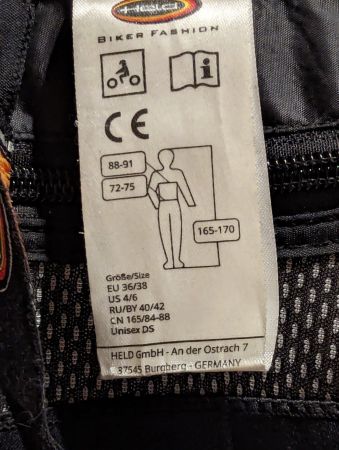 Held
BIKER FASHION
i
CE
88-91
72-75
165-170
Größe/Size
EU 36/38
US 4/6
RU/BY 40/42
CN 165/84-88
Unisex DS
HELD GmbH - An der Ostrach 7
87545 Burgberg - GERMANY